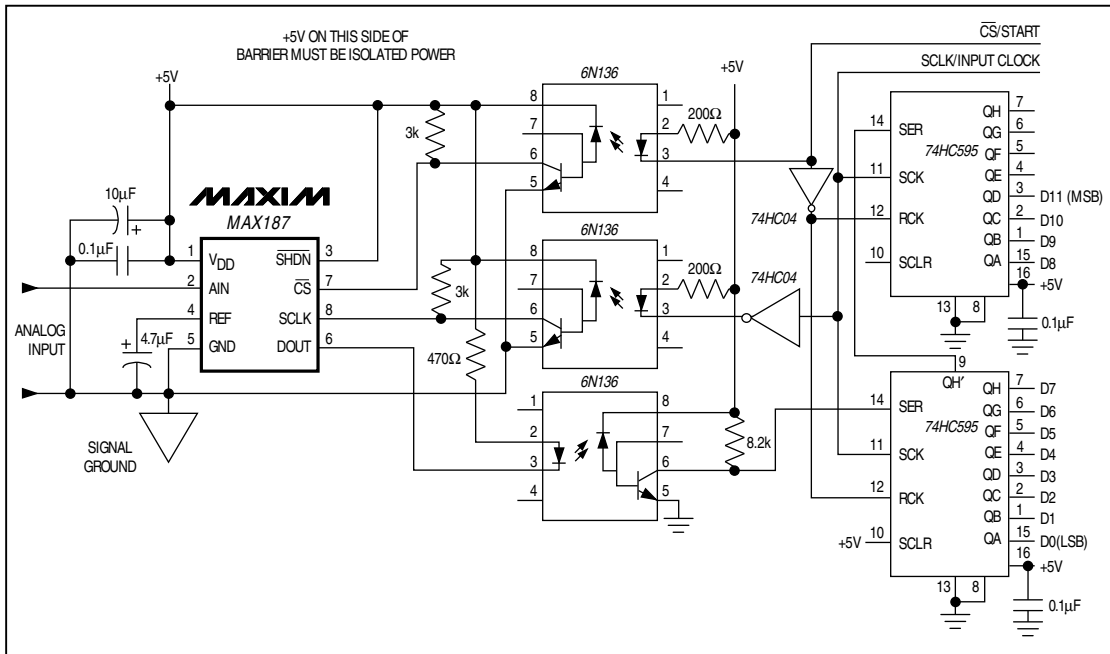 +5V ON THIS SIDE OF
BARRIER MUST BE ISOLATED POWER
+5V
3k
10µF
+
0.1µF
MAXIM
MAX187
1 VDD
2 AIN
4 REF
5 GND
SHDN 3
CS 7
SCLK 8
DOUT 6
ANALOG
INPUT
+
4.7µF
SIGNAL
GROUND
3k
470Ω
6N136
8
7
6
5
1
2
3
4
200Ω
+5V
6N136
8
7
6
5
1
2
3
4
200Ω
6N136
1
2
3
4
8
7
6
5
8.2k
CS/START
SCLK/INPUT CLOCK
74HC04
74HC04
74HC595
14 SER
11 SCK
12 RCK
10 SCLR
QH 7
QG 6
QF 5
QE 4
QD 3 D11 (MSB)
QC 2 D10
QB 1 D9
QA 15 D8
16
+5V
13 8
0.1µF
9
QH'
74HC595
14 SER
11 SCK
12 RCK
+5V 10 SCLR
QH 7 D7
QG 6 D6
QF 5 D5
QE 4 D4
QD 3 D3
QC 2 D2
QB 1 D1
QA 15 D0(LSB)
16
+5V
13 8
0.1µF